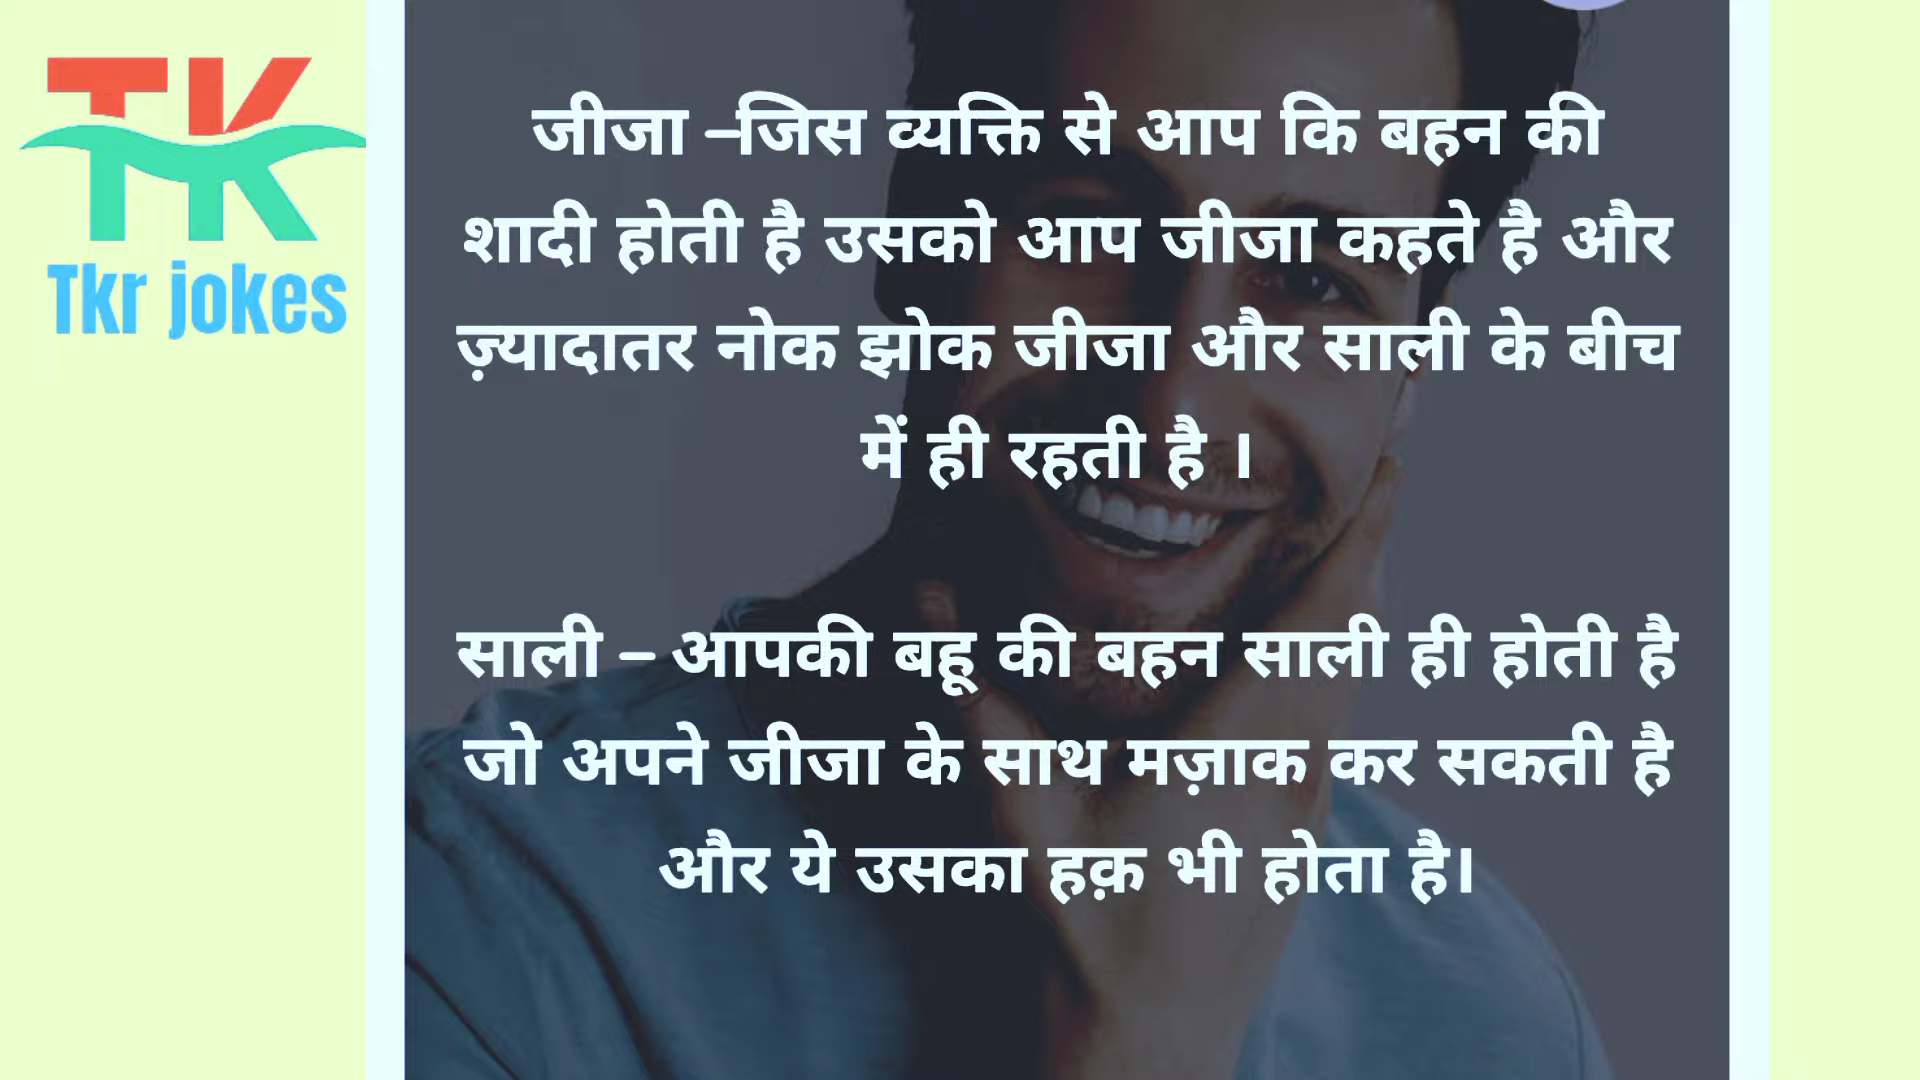 TK
Tkr jokes
जीजा –जिस व्यक्ति से आप कि बहन की
शादी होती है उसको आप जीजा कहते है और
ज़्यादातर नोक झोक जीजा और साली के बीच
में ही रहती है ।
साली – आपकी बहू की बहन साली ही होती है
जो अपने जीजा के साथ मज़ाक कर सकती है
और ये उसका हक़ भी होता है।